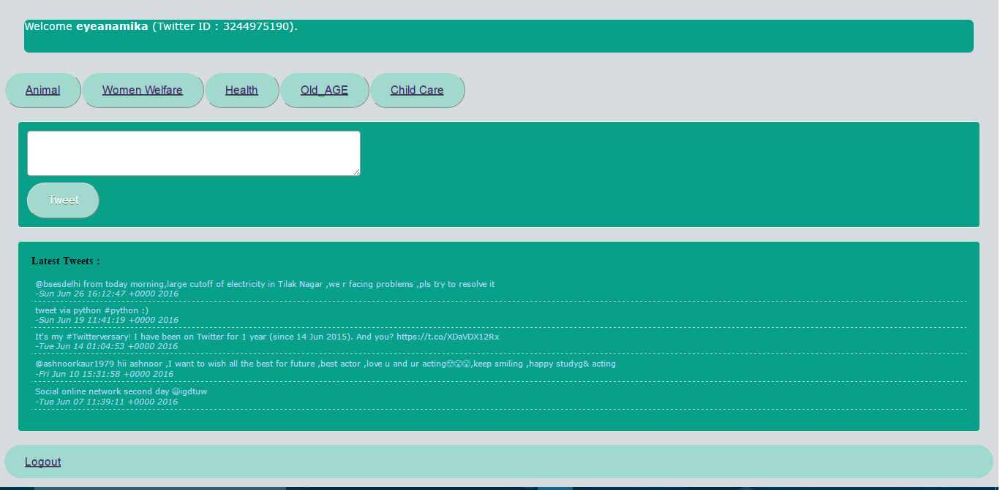 Welcome eyeanamika (Twitter ID : 3244975190).
Animal Women Welfare Health Old_AGE Child Care
Tweet
Latest Tweets :
@bsesdelhi from today morning,large cutoff of electricity in Tilak Nagar ,we r facing problems ,pls try to resolve it
-Sun Jun 26 16:12:47 +0000 2016
tweet via python #python :)
-Sun Jun 19 11:41:19 +0000 2016
It's my #Twitterversary! I have been on Twitter for 1 year (since 14 Jun 2015). And you? https://t.co/XDaVDX12Rx
-Tue Jun 14 01:04:53 +0000 2016
@ashnoorkaur1979 hii ashnoor ,I want to wish all the best for future ,best actor ,love u and ur acting,keep smiling ,happy studyg& acting
-Fri Jun 10 15:31:58 +0000 2016
Social online network second day igdtuw
-Tue Jun 07 11:39:11 +0000 2016
Logout